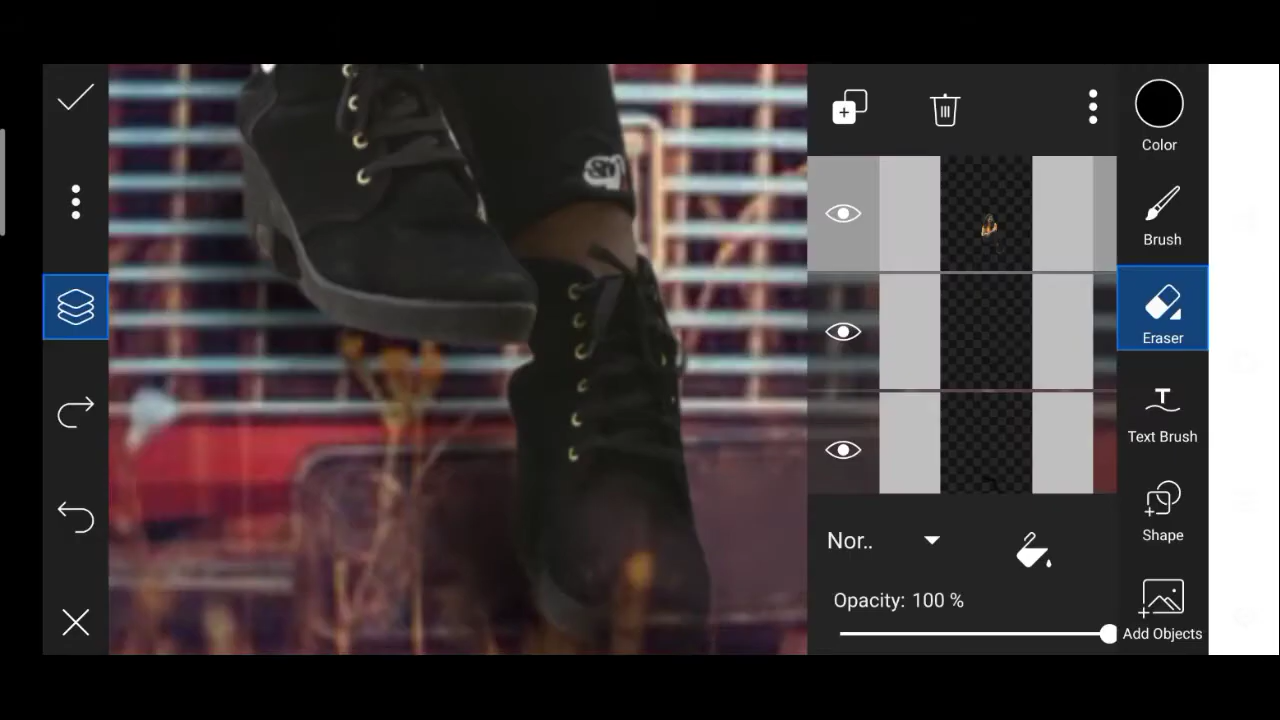 Color
Brush
Eraser
T
Text Brush
Shape
Nor..
Opacity: 100 %
Add Objects